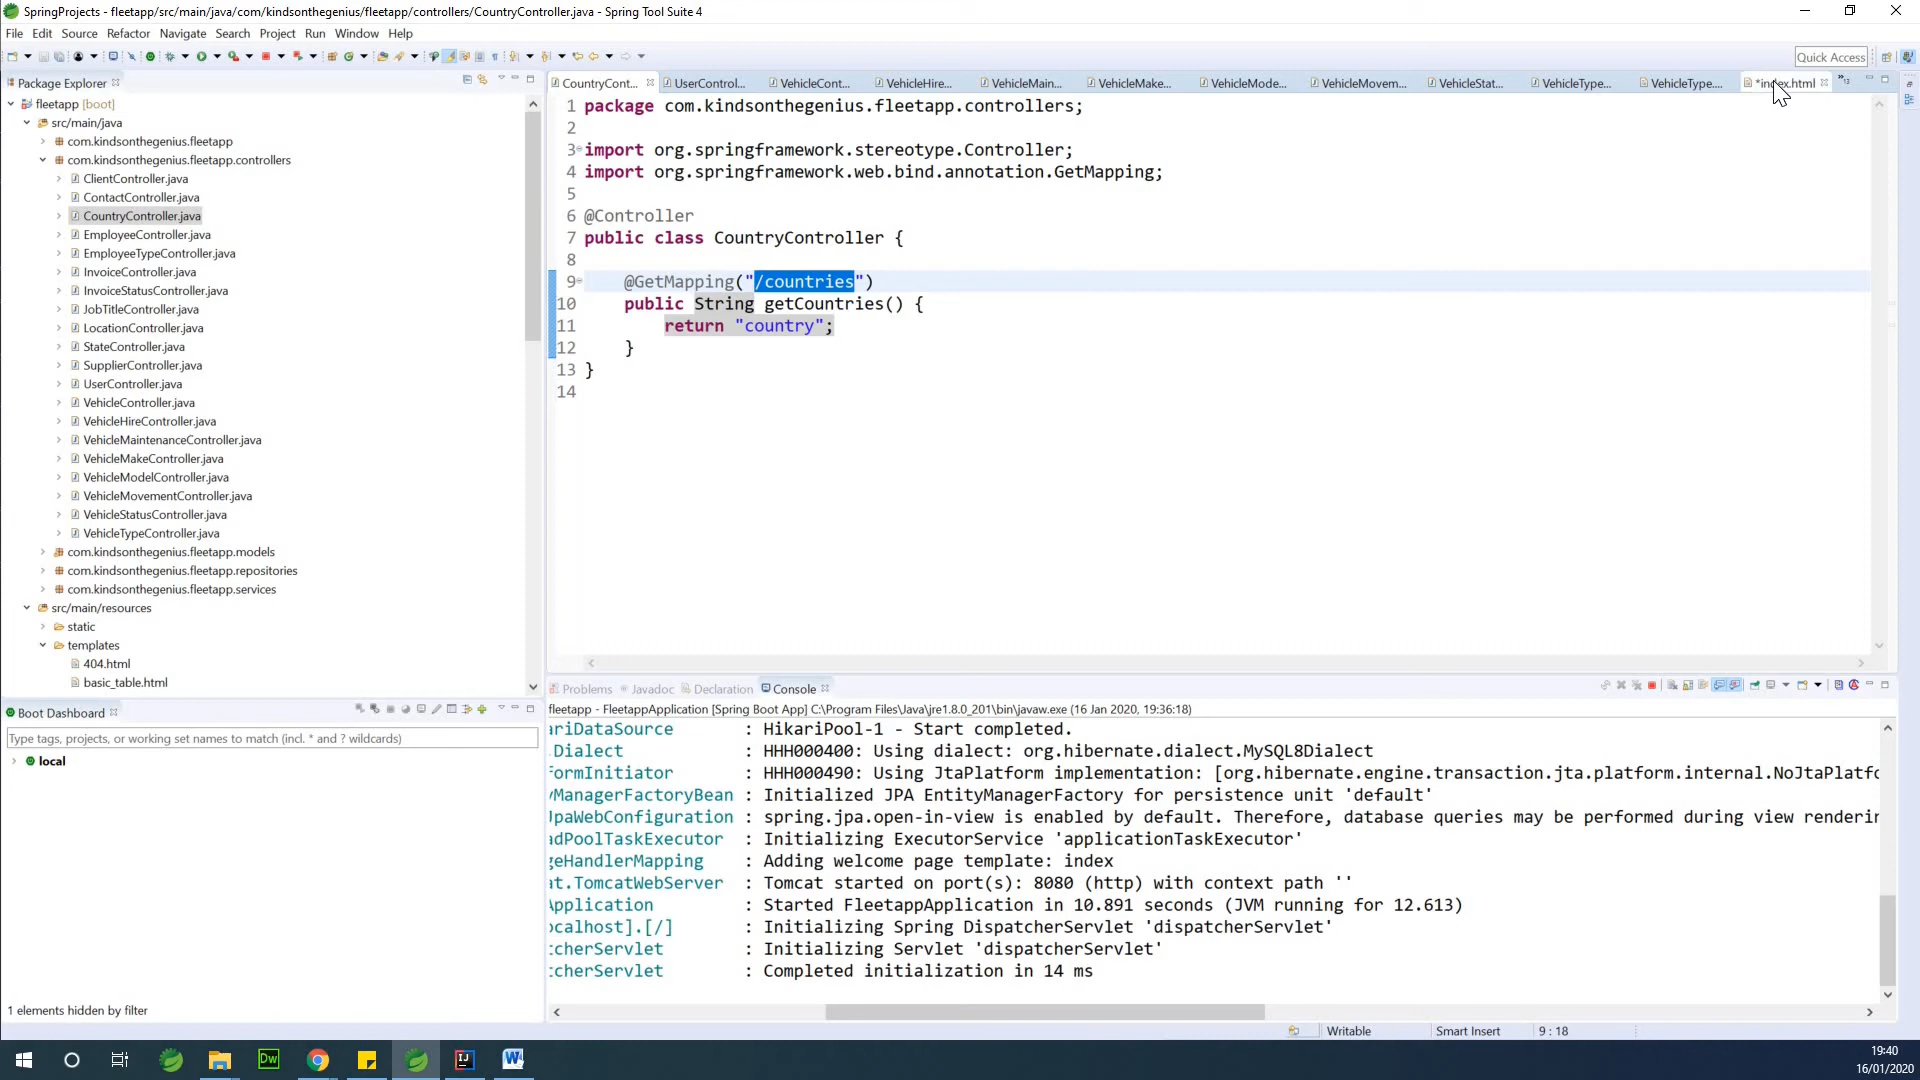 SpringProjects - fleetapp/src/main/java/com/kindsonthegenius/fleetapp/controllers/CountryController.java - Spring Tool Suite 4
File Edit Source Refactor Navigate Search Project Run Window Help
Quick Access
Package Explorer
CountryCont... UserControl... VehicleCont... VehicleHire... VehicleMain... VehicleMake... VehicleMode... VehicleMovem... VehicleStat... VehicleType... VehicleType.... *index.html
fleetapp [boot]
src/main/java
com.kindsonthegenius.fleetapp
com.kindsonthegenius.fleetapp.controllers
ClientController.java
ContactController.java
CountryController.java
EmployeeController.java
EmployeeTypeController.java
InvoiceController.java
InvoiceStatusController.java
JobTitleController.java
LocationController.java
StateController.java
SupplierController.java
UserController.java
VehicleController.java
VehicleHireController.java
VehicleMaintenanceController.java
VehicleMakeController.java
VehicleModelController.java
VehicleMovementController.java
VehicleStatusController.java
VehicleTypeController.java
com.kindsonthegenius.fleetapp.models
com.kindsonthegenius.fleetapp.repositories
com.kindsonthegenius.fleetapp.services
src/main/resources
static
templates
404.html
basic_table.html
1 package com.kindsonthegenius.fleetapp.controllers;
2
3 import org.springframework.stereotype.Controller;
4 import org.springframework.web.bind.annotation.GetMapping;
5
6 @Controller
7 public class CountryController {
8
9 @GetMapping("/countries")
10 public String getCountries() {
11 return "country";
12 }
13 }
14
Boot Dashboard
Type tags, projects, or working set names to match (incl. * and ? wildcards)
local
1 elements hidden by filter
Problems Javadoc Declaration Console
fleetapp - FleetappApplication [Spring Boot App] C:\Program Files\Java\jre1.8.0_201\bin\javaw.exe (16 Jan 2020, 19:36:18)
ariDataSource : HikariPool-1 - Start completed.
.Dialect : HHH000400: Using dialect: org.hibernate.dialect.MySQL8Dialect
FormInitiator : HHH000490: Using JtaPlatform implementation: [org.hibernate.engine.transaction.jta.platform.internal.NoJtaPlatfo
yManagerFactoryBean : Initialized JPA EntityManagerFactory for persistence unit 'default'
JpaWebConfiguration : spring.jpa.open-in-view is enabled by default. Therefore, database queries may be performed during view renderin
adPoolTaskExecutor : Initializing ExecutorService 'applicationTaskExecutor'
geHandlerMapping : Adding welcome page template: index
at.TomcatWebServer : Tomcat started on port(s): 8080 (http) with context path ''
Application : Started FleetappApplication in 10.891 seconds (JVM running for 12.613)
ocalhost].[/] : Initializing Spring DispatcherServlet 'dispatcherServlet'
tcherServlet : Initializing Servlet 'dispatcherServlet'
tcherServlet : Completed initialization in 14 ms
Writable Smart Insert 9 : 18
19:40
16/01/2020